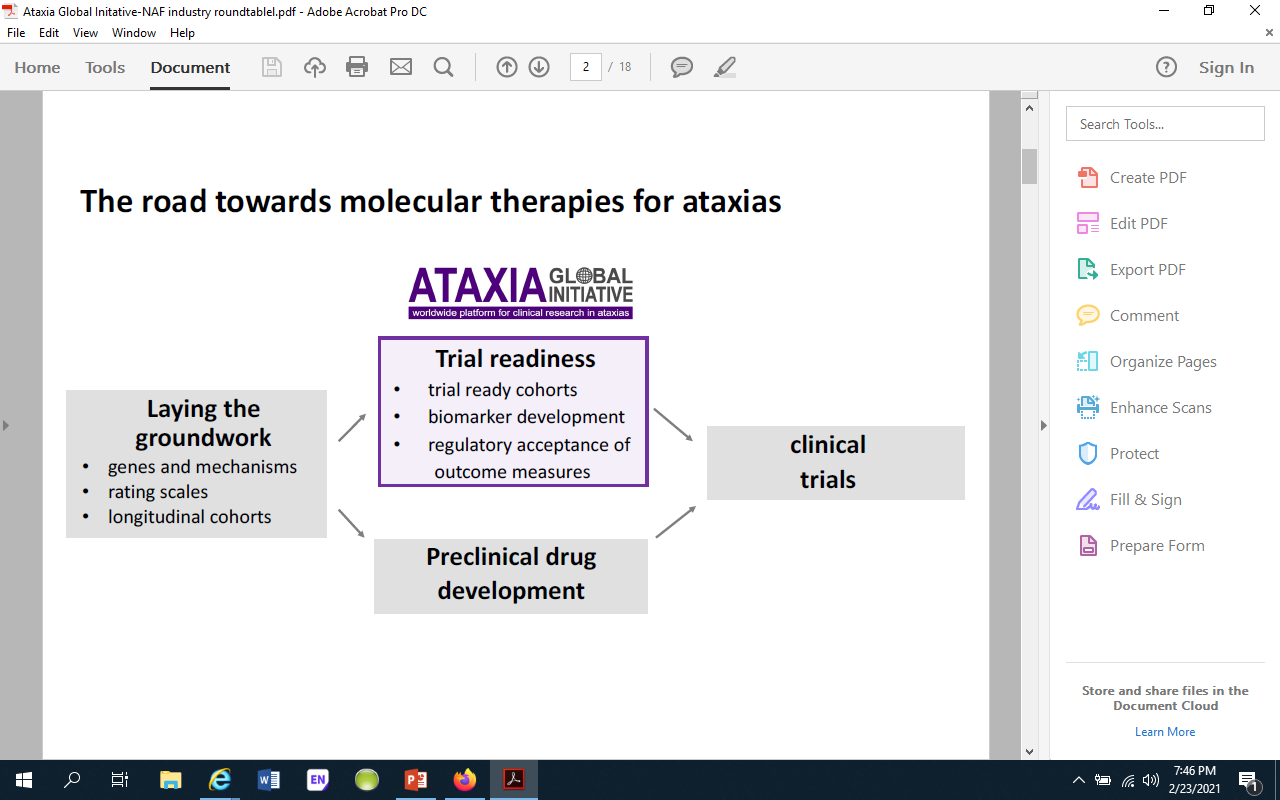 Ataxia Global Initative-NAF industry roundtablel.pdf - Adobe Acrobat Pro DC
File Edit View Window Help
Home Tools Document 2 / 18 Sign In
Search Tools...
Create PDF
Edit PDF
Export PDF
Comment
Organize Pages
Enhance Scans
Protect
Fill & Sign
Prepare Form
Store and share files in the
Document Cloud
Learn More
The road towards molecular therapies for ataxias
ATAXIA GLOBAL
INITIATIVE
worldwide platform for clinical research in ataxias
Laying the
groundwork
• genes and mechanisms
• rating scales
• longitudinal cohorts
Trial readiness
• trial ready cohorts
• biomarker development
• regulatory acceptance of
outcome measures
Preclinical drug
development
clinical
trials
EN
7:46 PM
2/23/2021
1